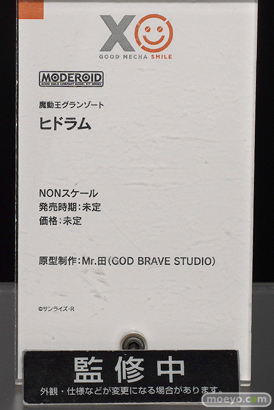 XO
GOOD MECHA SMILE
MODEROID
魔動王グランゾート
ヒドラム
NONスケール
発売時期:未定
価格:未定
原型制作:Mr.田(GOD BRAVE STUDIO)
©サンライズ・R
監修中
外観・仕様などが変更になる場合があります。
moeyo.com